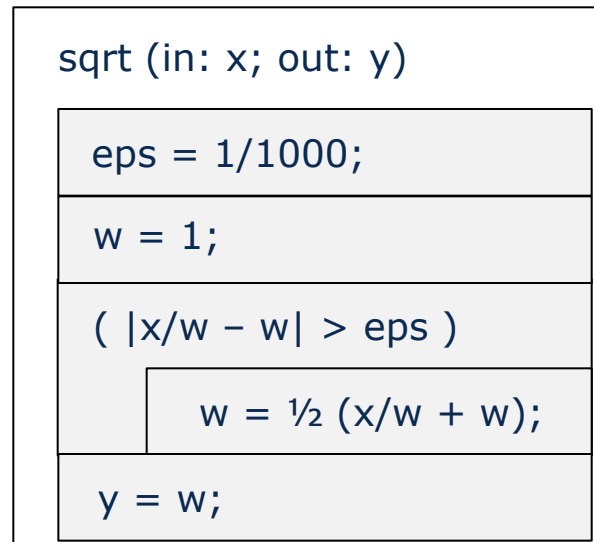 sqrt (in: x; out: y)
eps = 1/1000;
w = 1;
( |x/w – w| > eps )
w = ½ (x/w + w);
y = w;